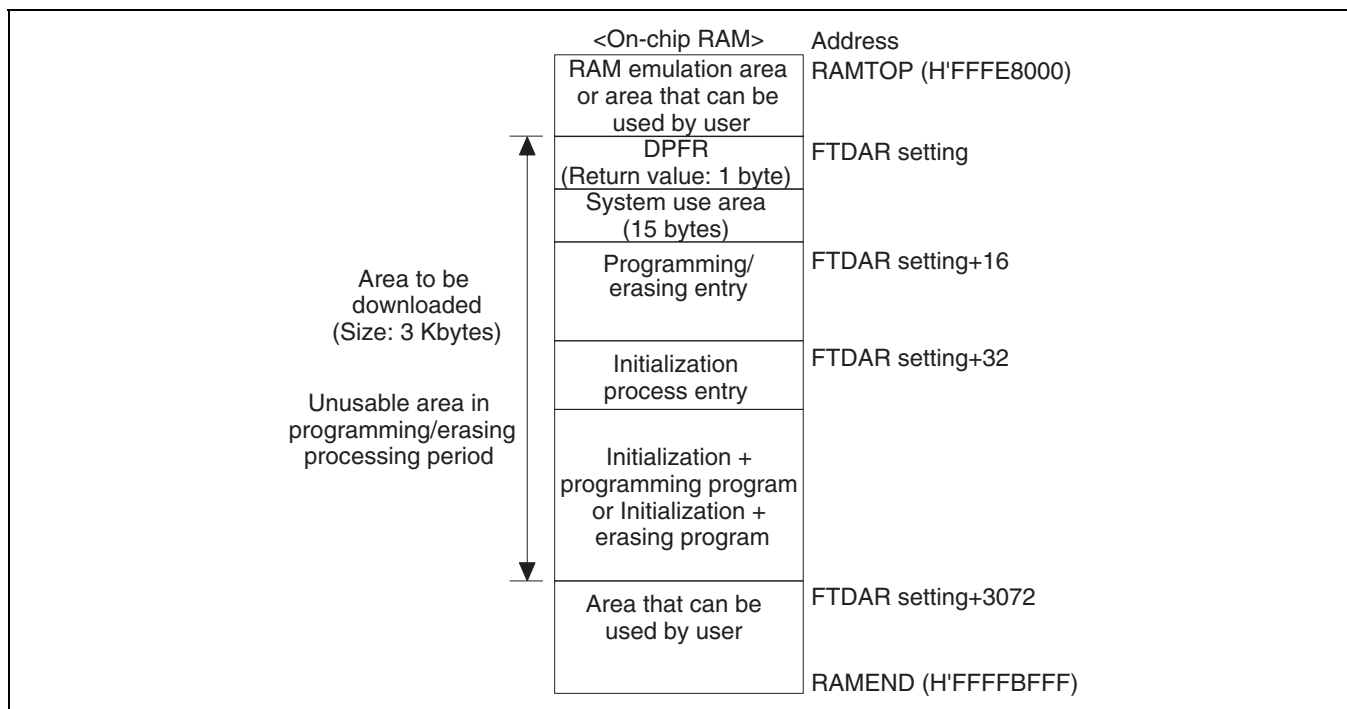 <On-chip RAM>
Address
RAM emulation area
or area that can be
used by user
RAMTOP (H'FFFE8000)
DPFR
(Return value: 1 byte)
FTDAR setting
System use area
(15 bytes)
Programming/
erasing entry
FTDAR setting+16
Area to be
downloaded
(Size: 3 Kbytes)
Initialization
process entry
FTDAR setting+32
Unusable area in
programming/erasing
processing period
Initialization +
programming program
or Initialization +
erasing program
Area that can be
used by user
FTDAR setting+3072
RAMEND (H'FFFFBFFF)